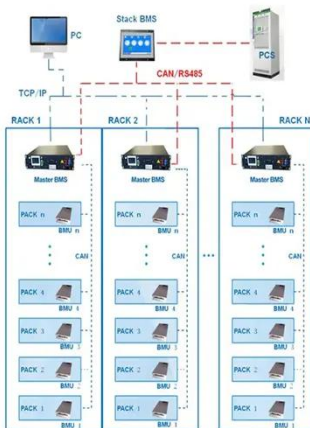 PC
Stack BMS
PCS
CAN/RS485
TCP/IP
RACK 1
RACK 2
RACK N
Master BMS
Master BMS
Master BMS
PACK n
BMU n
PACK n
BMU n
PACK n
BMU n
CAN
CAN
CAN
PACK 4
BMU 4
PACK 4
BMU 4
PACK 4
BMU 4
PACK 3
BMU 3
PACK 3
BMU 3
PACK 3
BMU 3
PACK 2
BMU 2
PACK 2
BMU 2
PACK 2
BMU 2
PACK 1
BMU 1
PACK 1
BMU 1
PACK 1
BMU 1